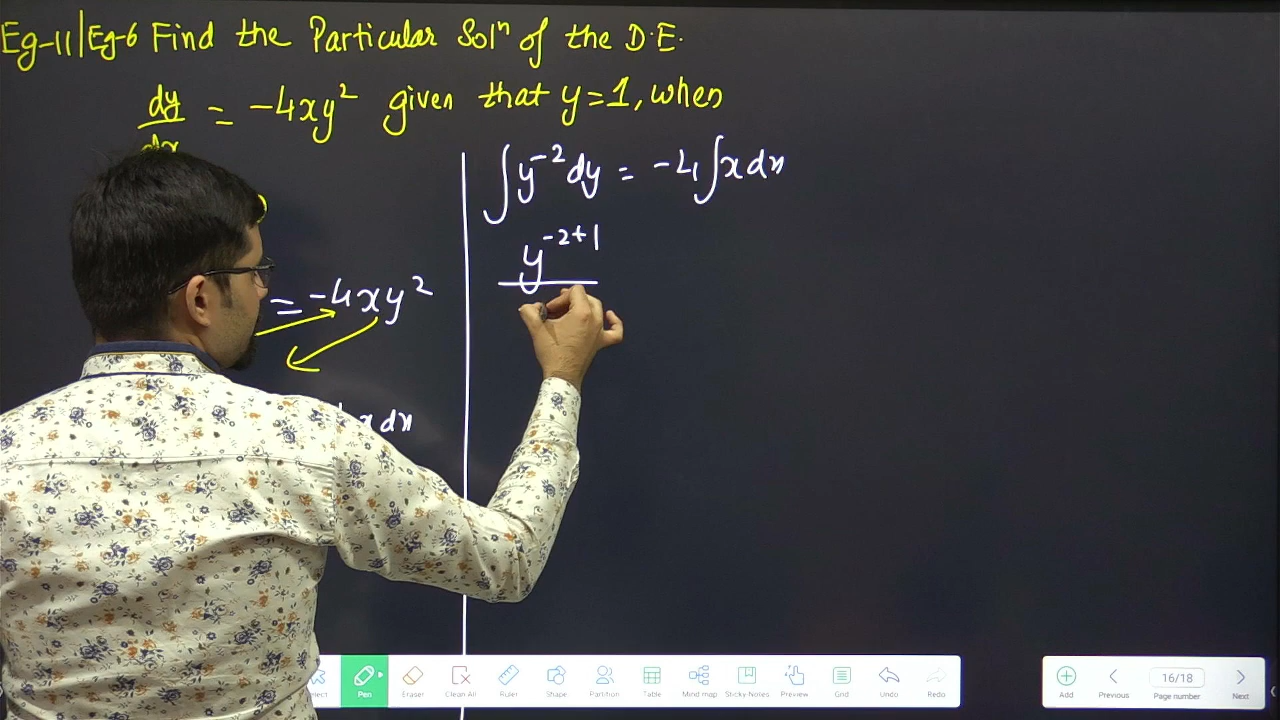 Eg-11|Eg-6 Find the Particular Solⁿ of the D.E.
dy/dx = -4xy² given that y=1, when
= -4xy²
x dx
∫y⁻² dy = -4∫x dx
y⁻²⁺¹
Pen
Eraser
Clean All
Ruler
Shape
Partition
Table
Mind map
Sticky Notes
Preview
Grid
Undo
Redo
Add
Previous
16/18
Page number
Next